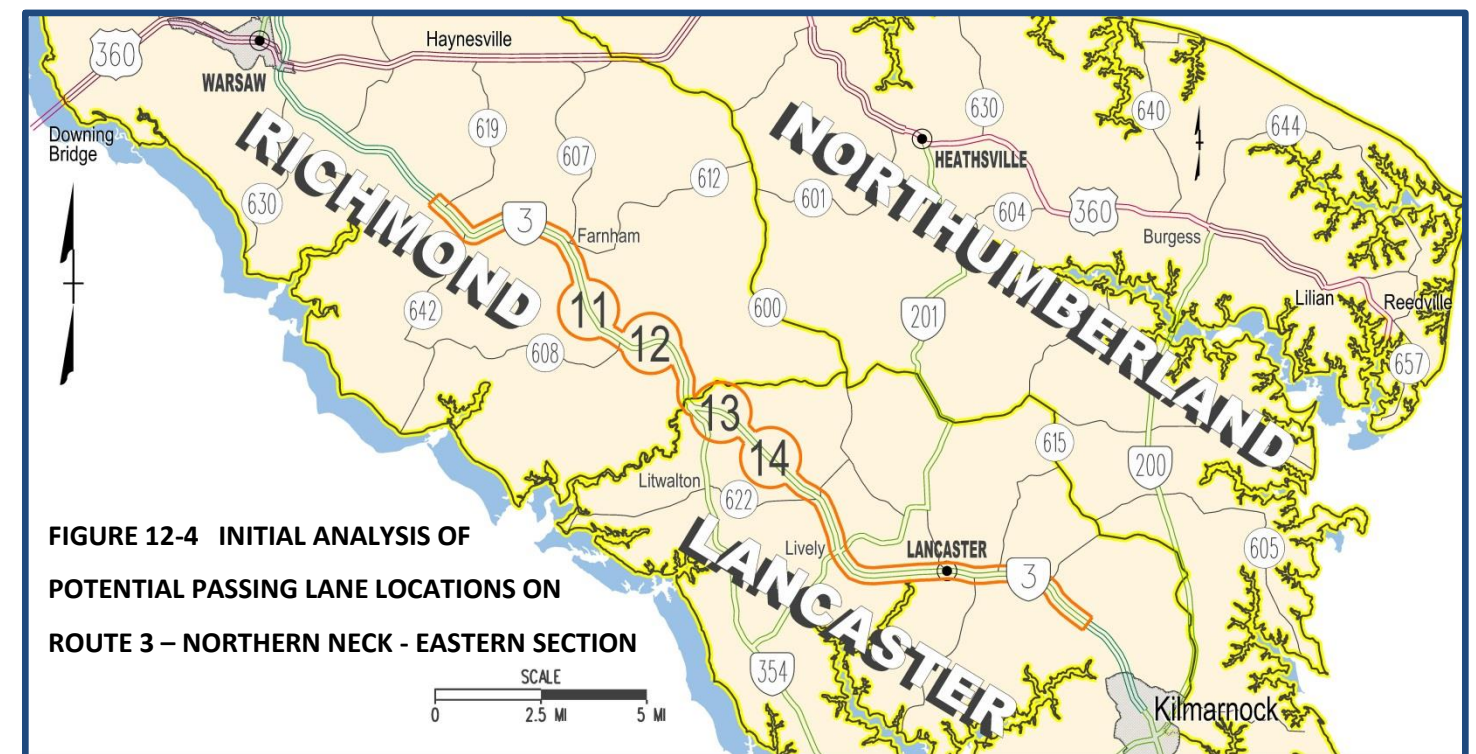 360
Haynesville
WARSAW
Downing
Bridge
RICHMOND
619
607
630
3
Farnham
612
642
608
11
12
600
NORTHUMBERLAND
630
640
644
HEATHSVILLE
601
604
360
Burgess
201
Lilian
Reedville
657
13
14
615
200
Litwalton
622
605
Lively
LANCASTER
3
LANCASTER
354
Kilmarnock
FIGURE 12-4 INITIAL ANALYSIS OF
POTENTIAL PASSING LANE LOCATIONS ON
ROUTE 3 – NORTHERN NECK - EASTERN SECTION
SCALE
0 2.5 MI 5 MI